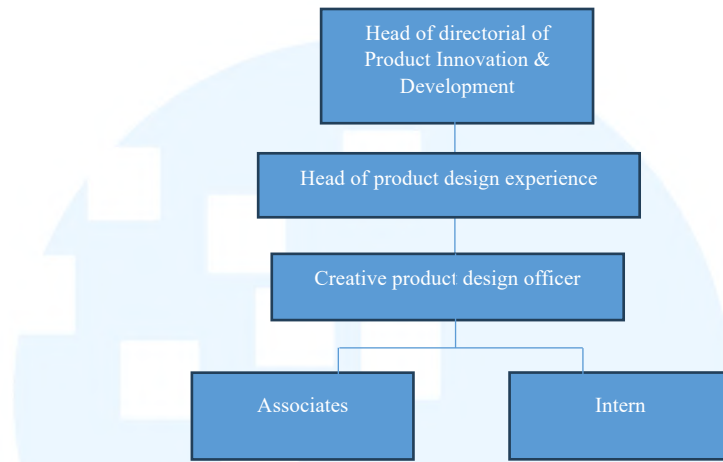 Head of directorial of
Product Innovation &
Development
Head of product design experience
Creative product design officer
Associates
Intern